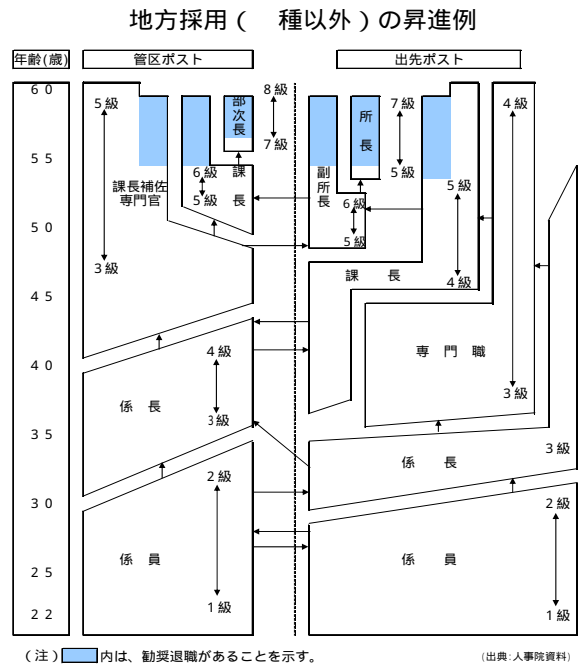 地方採用(　種以外)の昇進例
年齢(歳)
管区ポスト
出先ポスト
60
55
50
45
40
35
30
25
22
5級
3級
課長補佐
専門官
部次長
8級
7級
6級
5級
課長
4級
3級
係長
2級
1級
係員
副所長
所長
7級
5級
6級
5級
課長
5級
4級
4級
3級
専門職
3級
係長
2級
1級
係員
(注)　内は、勧奨退職があることを示す。
(出典:人事院資料)